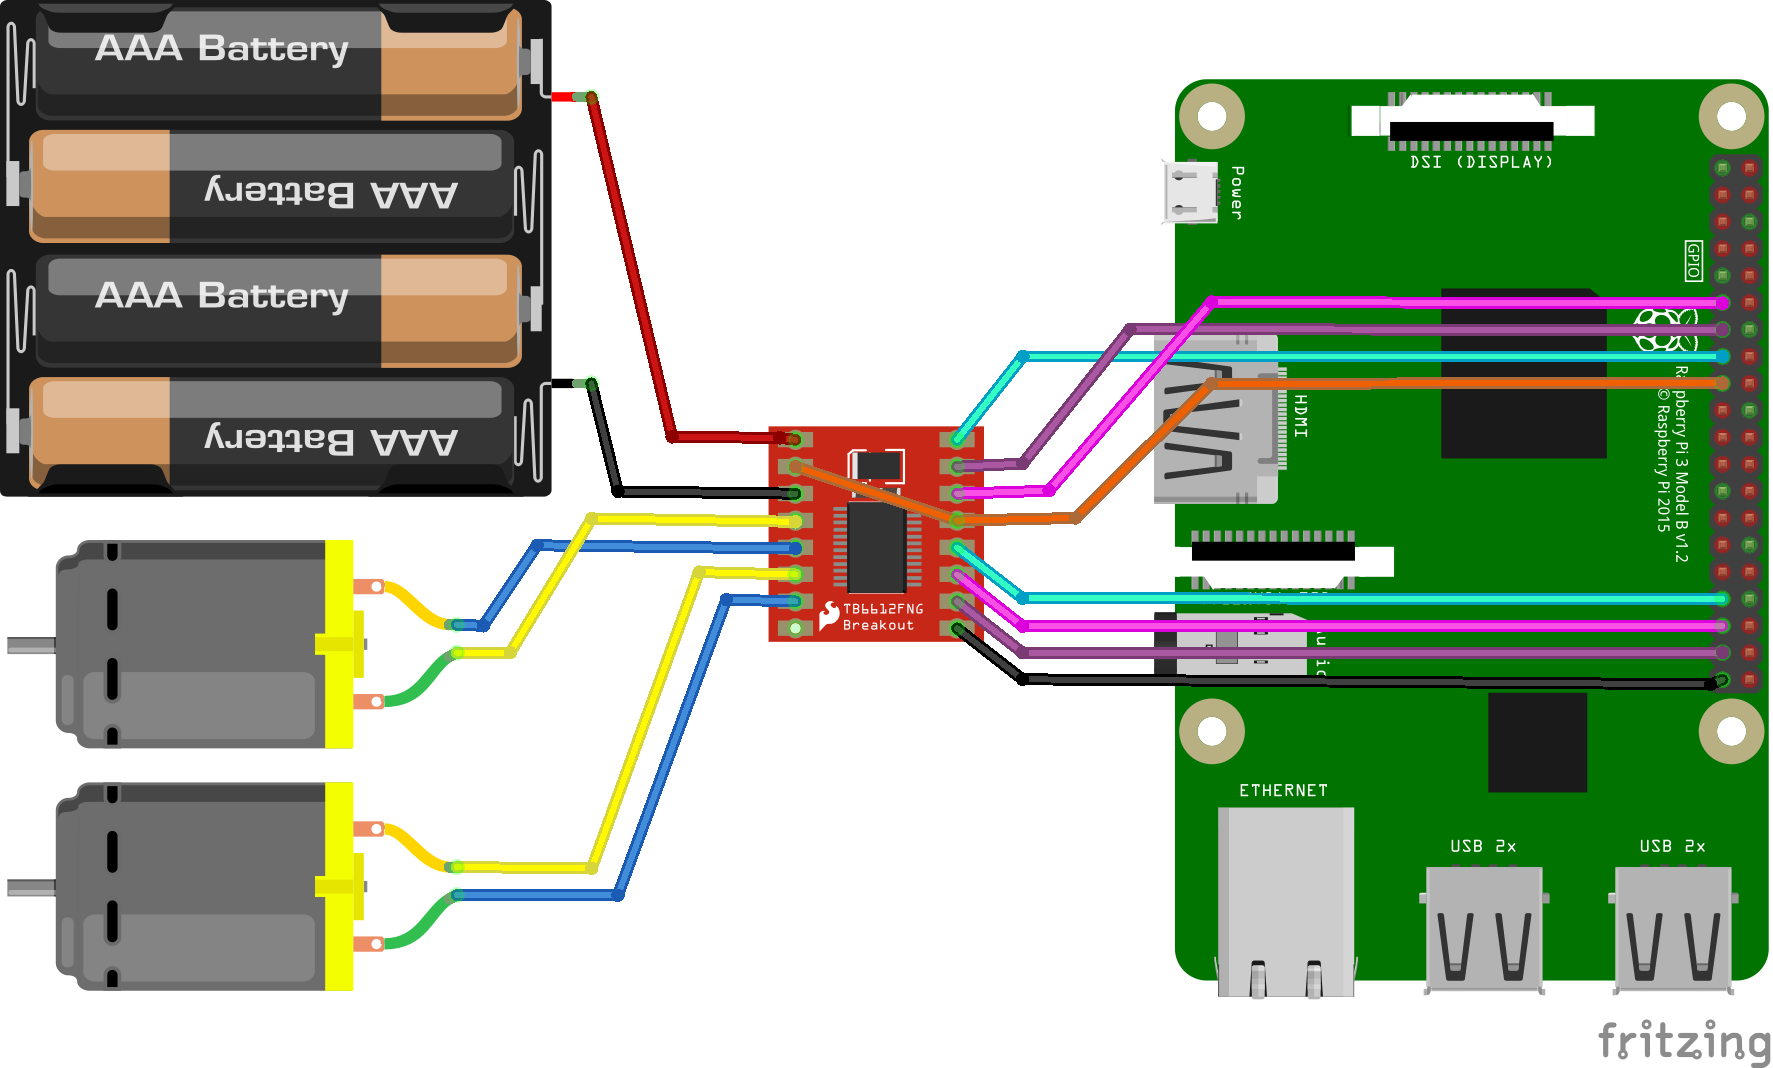 AAA Battery
AAA Battery
AAA Battery
AAA Battery
DSI (DISPLAY)
Power
GPIO
HDMI
Raspberry Pi 3 Model B v1.2
© Raspberry Pi 2015
TB6612FNG
Breakout
ETHERNET
USB 2x
USB 2x
fritzing